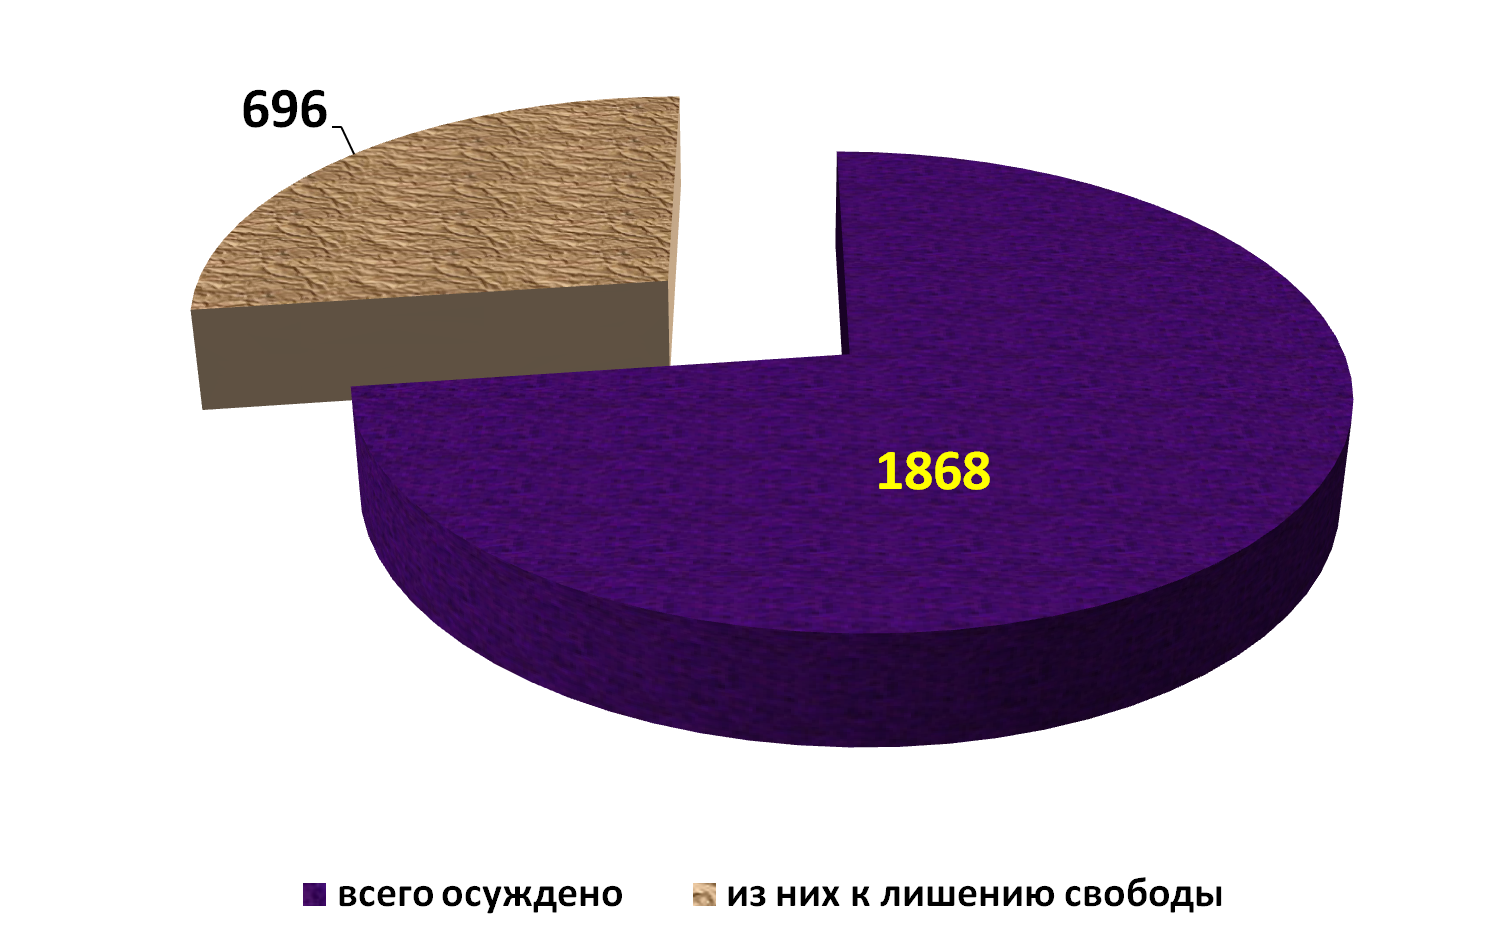 696
1868
всего осуждено
из них к лишению свободы